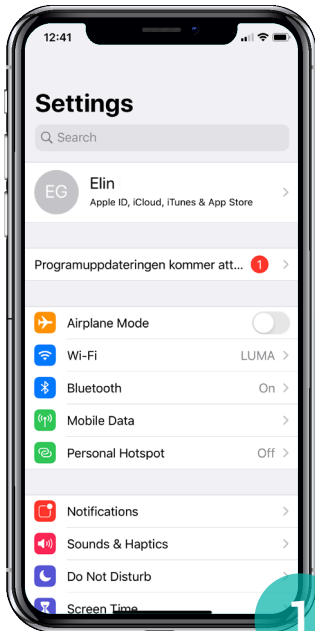 12:41
Settings
Search
EG
Elin
Apple ID, iCloud, iTunes & App Store
Programuppdateringen kommer att... 1
Airplane Mode
Wi-Fi LUMA
Bluetooth On
Mobile Data
Personal Hotspot Off
Notifications
Sounds & Haptics
Do Not Disturb
Screen Time
1